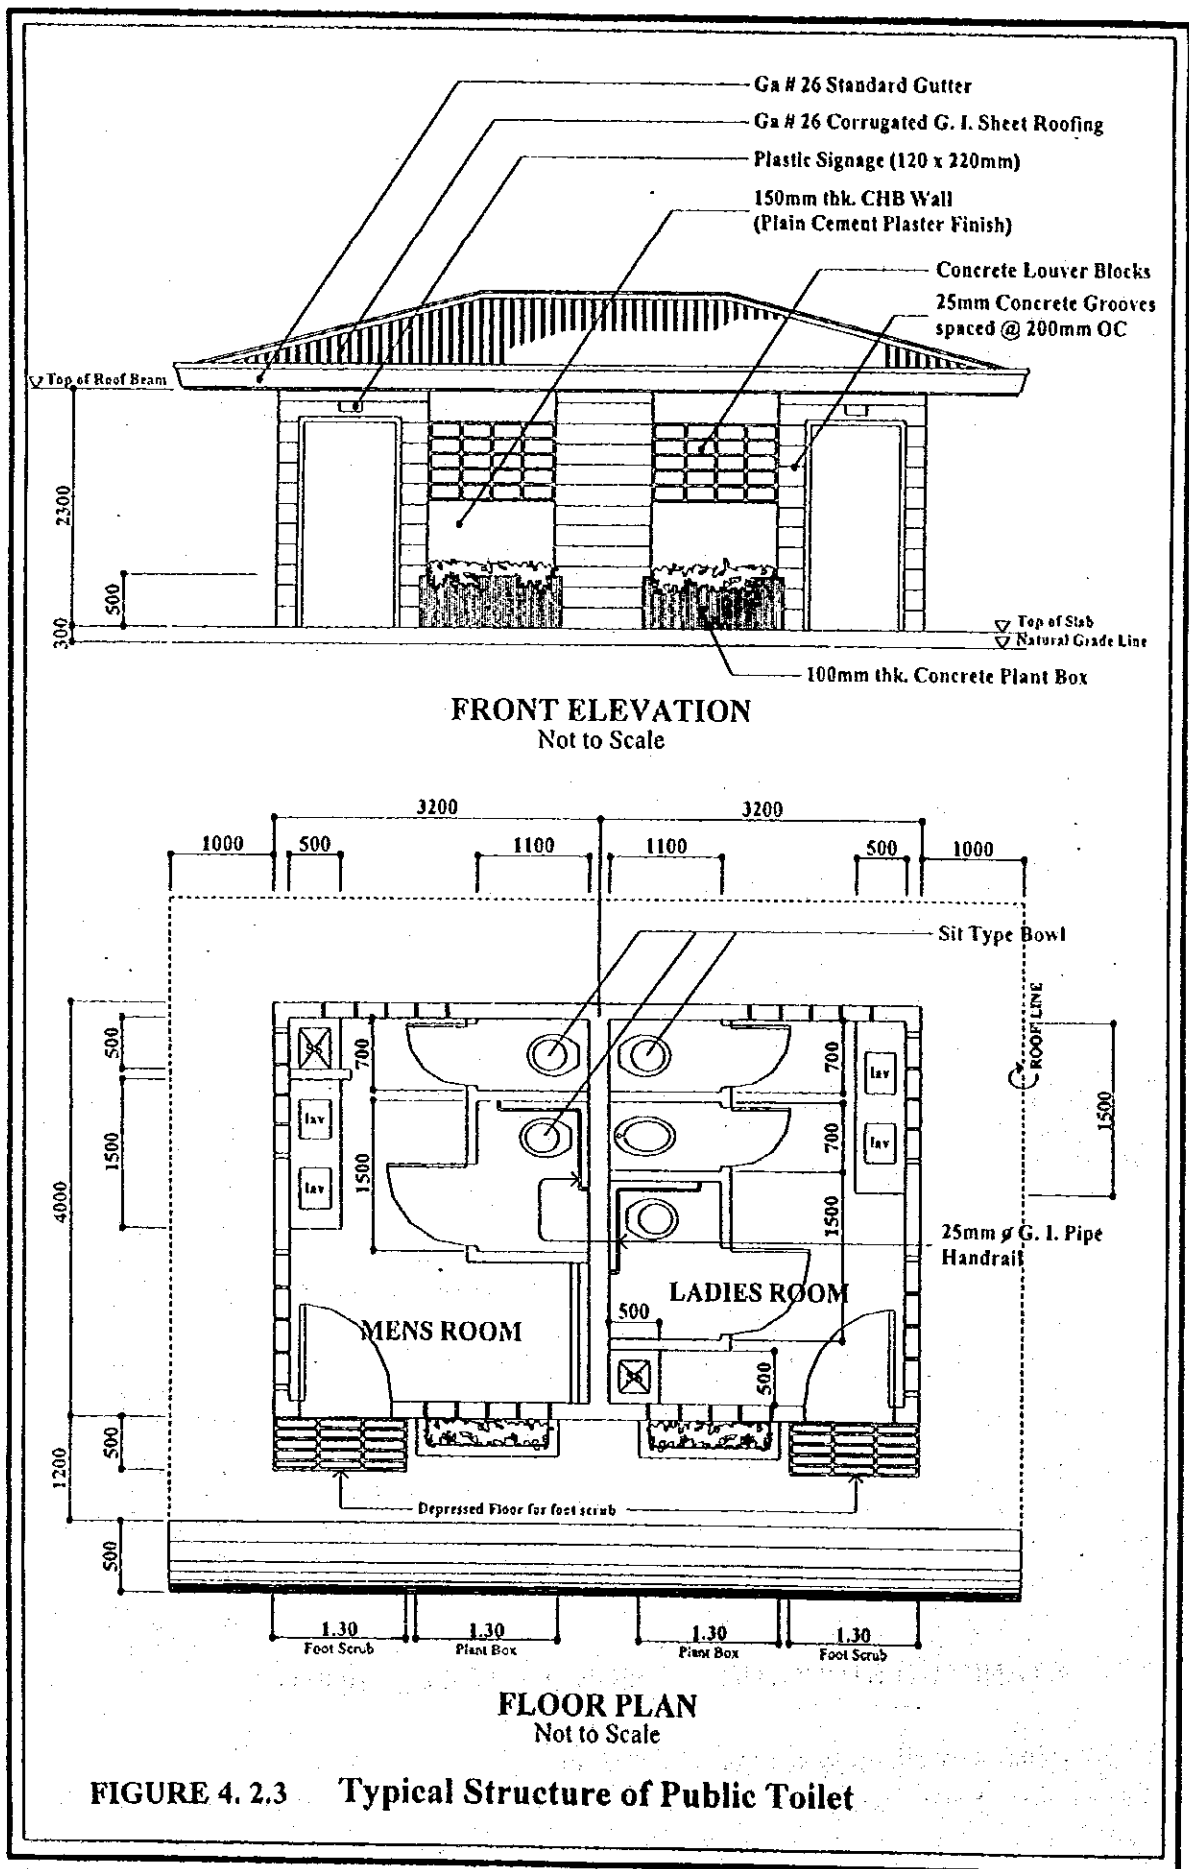 Ga # 26 Standard Gutter
Ga # 26 Corrugated G. I. Sheet Roofing
Plastic Signage (120 x 220mm)
150mm thk. CHB Wall
(Plain Cement Plaster Finish)
Concrete Louver Blocks
25mm Concrete Grooves
spaced @ 200mm OC
Top of Roof Beam
2300
500
300
Top of Slab
Natural Grade Line
100mm thk. Concrete Plant Box
FRONT ELEVATION
Not to Scale
3200
3200
1000
500
1100
1100
500
1000
Sit Type Bowl
ROOF LINE
500
700
700
lav
1500
lav
1500
700
lav
lav
4000
1500
1500
25mm ø G. I. Pipe
Handrail
LADIES ROOM
500
MENS ROOM
SS
SS
500
500
1200
Depressed Floor for foot scrub
500
1.30
Foot Scrub
1.30
Plant Box
1.30
Plant Box
1.30
Foot Scrub
FLOOR PLAN
Not to Scale
FIGURE 4. 2.3 Typical Structure of Public Toilet